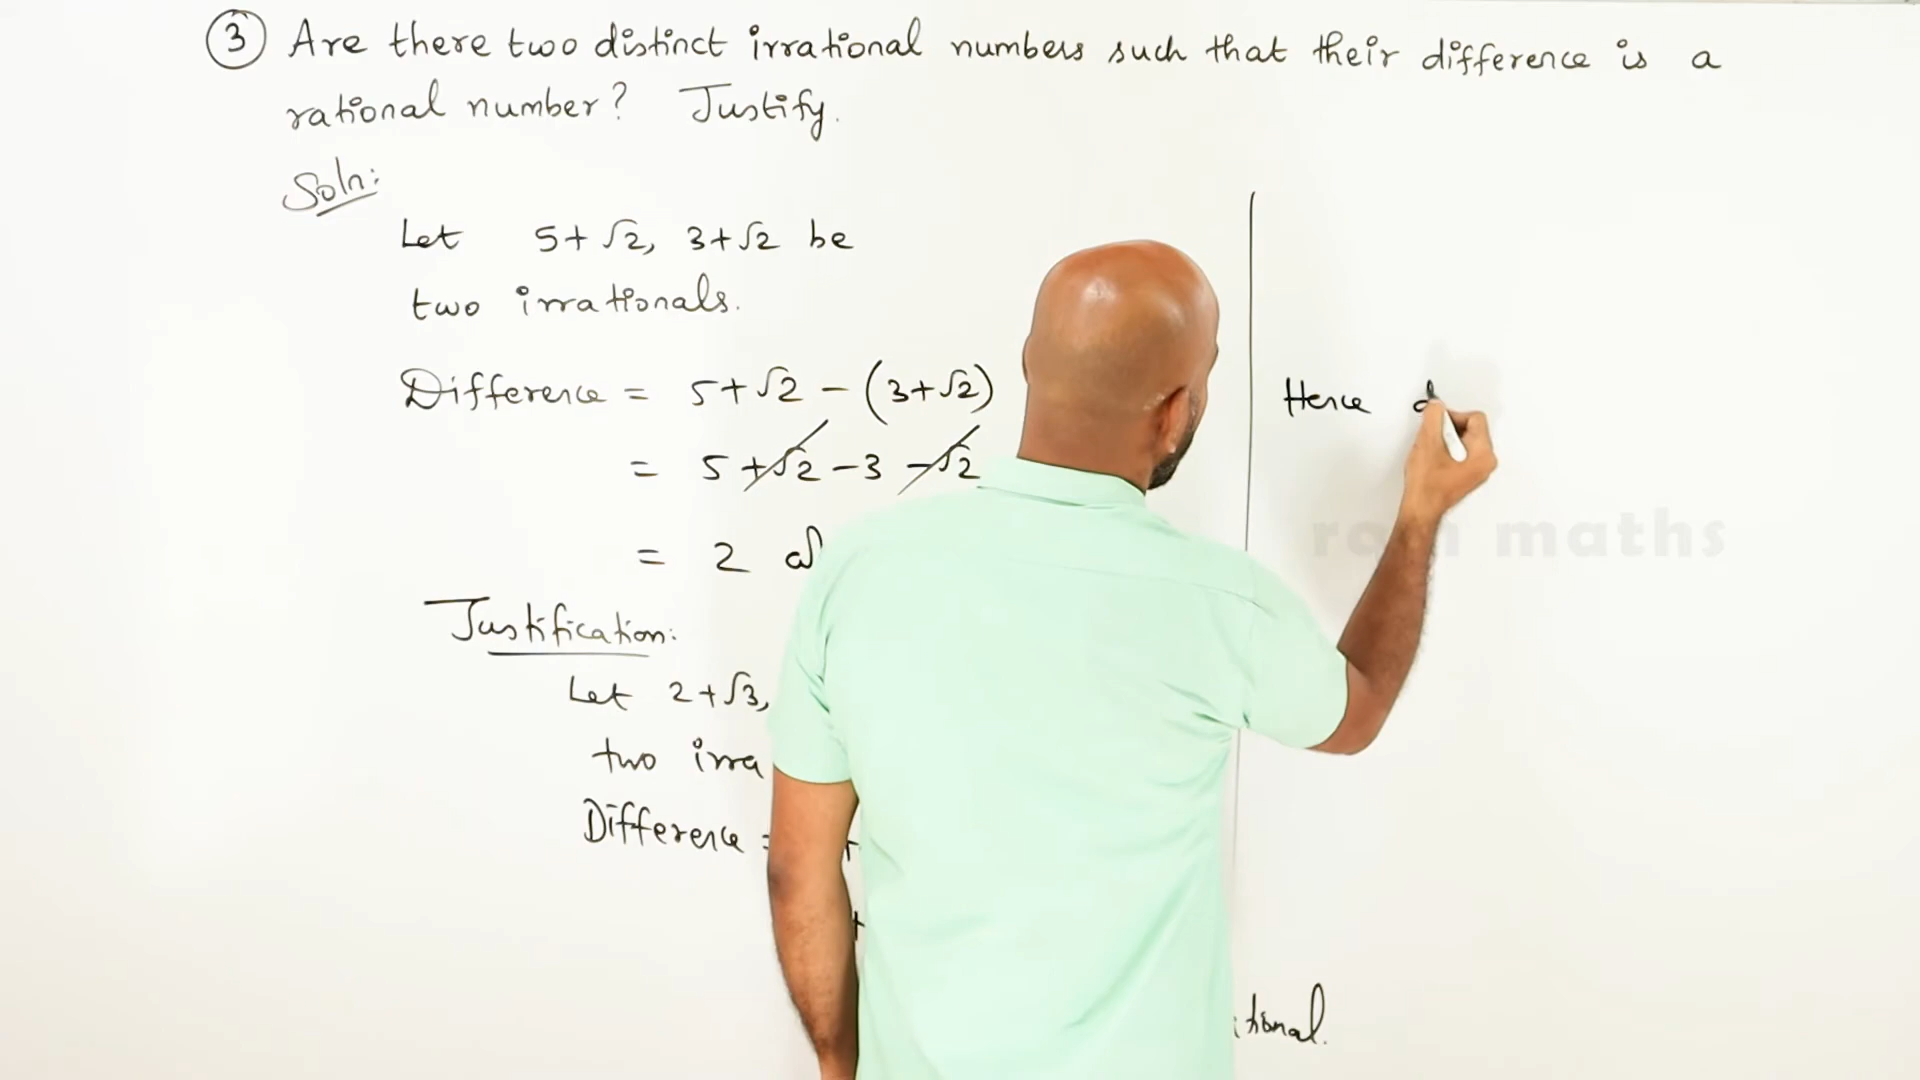 ③ Are there two distinct irrational numbers such that their difference is a
rational number? Justify.
Soln:
Let 5+√2, 3+√2 be
two irrationals.
Difference = 5+√2 − (3+√2)
= 5+√2−3−√2
= 2
Justification:
Let 2+√3,
two irra
Difference =
+
+
tional.
Hence d
maths